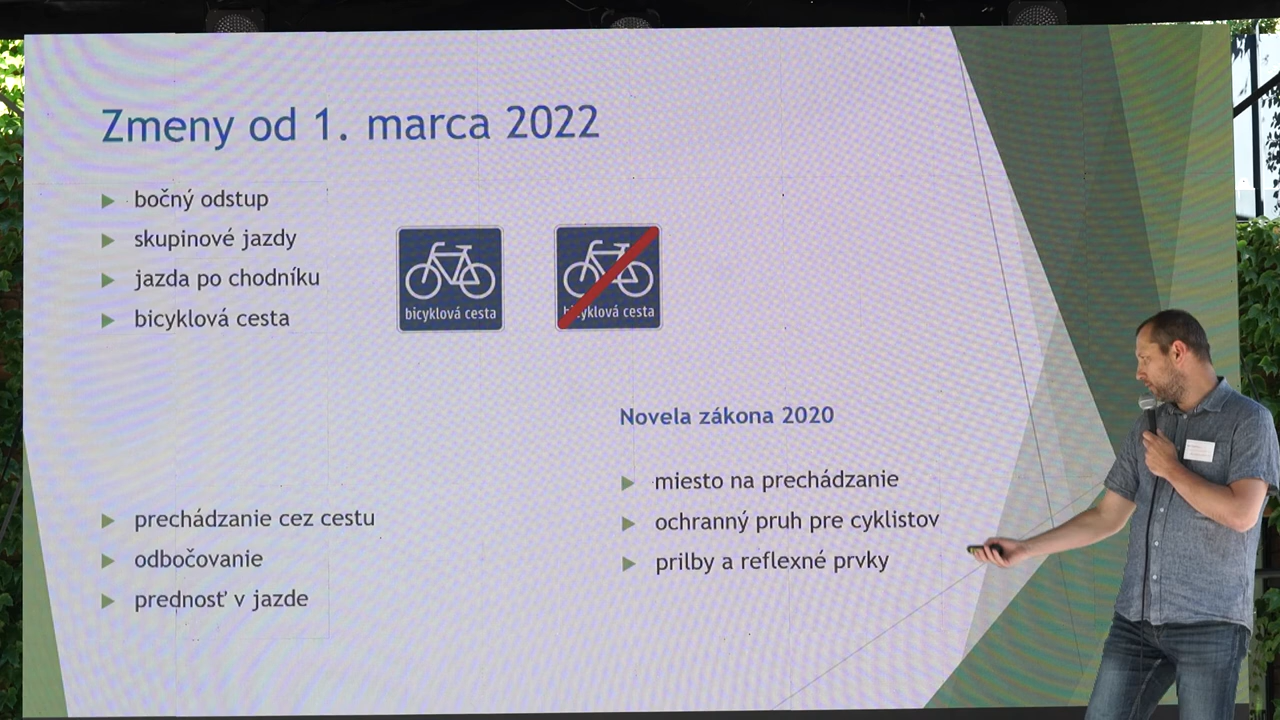 Zmeny od 1. marca 2022
bočný odstup
skupinové jazdy
jazda po chodníku
bicyklová cesta
bicyklová cesta
bicyklová cesta
prechádzanie cez cestu
odbočovanie
prednosť v jazde
Novela zákona 2020
miesto na prechádzanie
ochranný pruh pre cyklistov
prilby a reflexné prvky